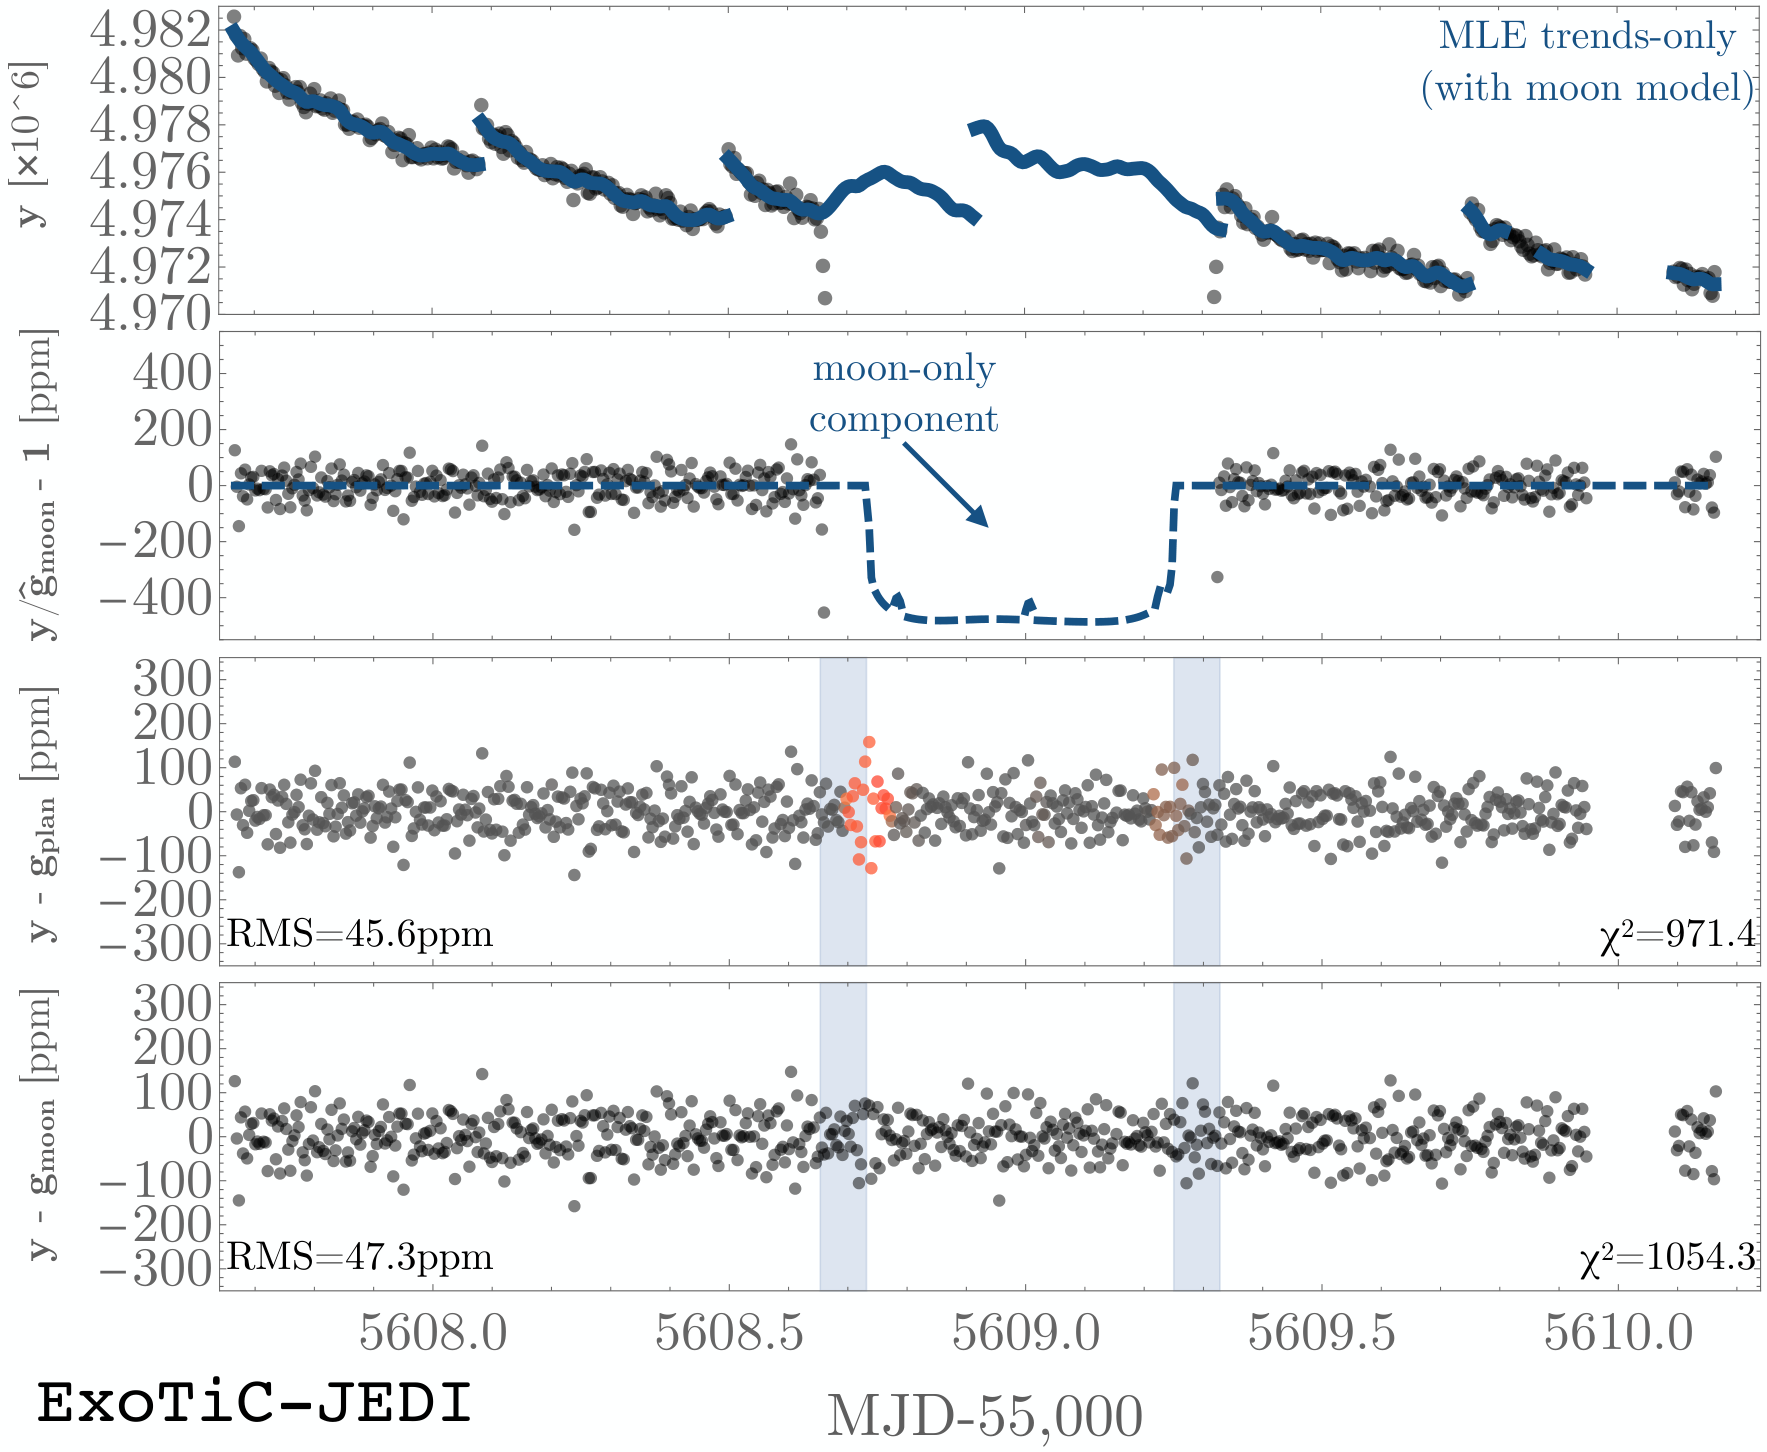 MLE trends-only
(with moon model)
y [×10^6]
4.982
4.980
4.978
4.976
4.974
4.972
4.970
moon-only
component
y/ĝmoon - 1 [ppm]
400
200
0
−200
−400
y - gplan [ppm]
300
200
100
0
−100
−200
−300
RMS=45.6ppm
χ²=971.4
y - gmoon [ppm]
300
200
100
0
−100
−200
−300
RMS=47.3ppm
χ²=1054.3
5608.0 5608.5 5609.0 5609.5 5610.0
ExoTiC-JEDI
MJD-55,000